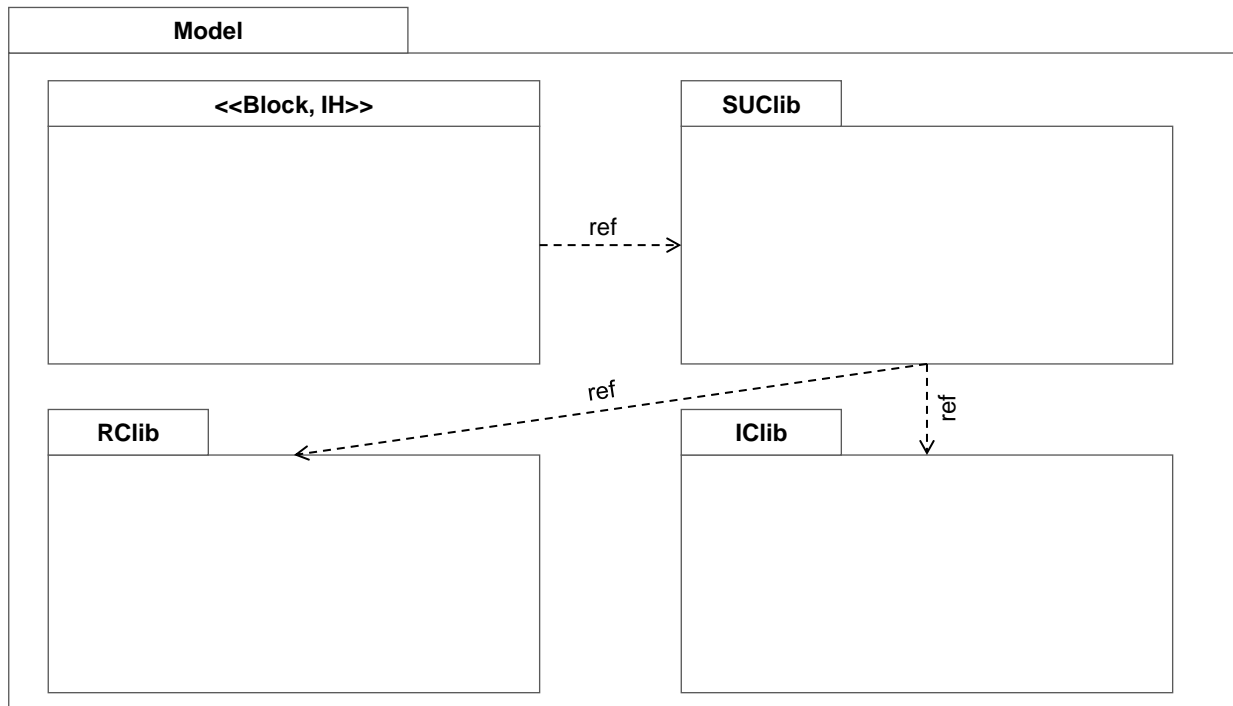 Model
<<Block, IH>>
SUClib
ref
ref
ref
RClib
IClib